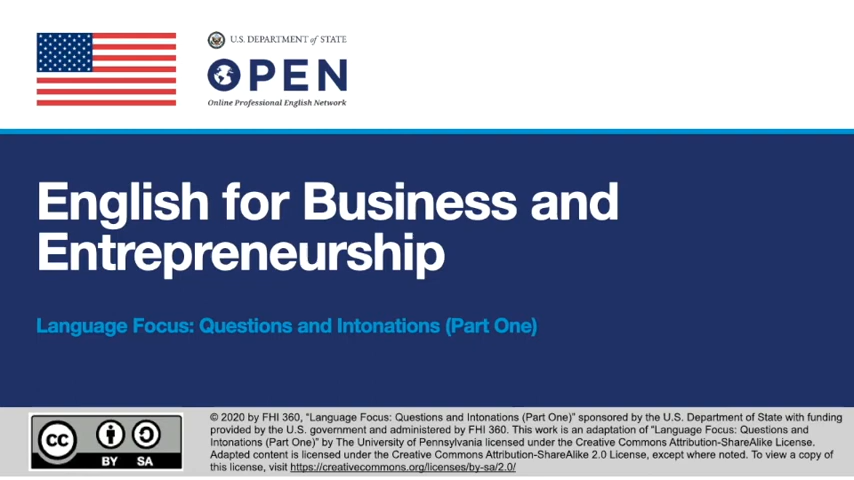 U.S. DEPARTMENT of STATE
OPEN
Online Professional English Network
English for Business and
Entrepreneurship
Language Focus: Questions and Intonations (Part One)
© 2020 by FHI 360, "Language Focus: Questions and Intonations (Part One)" sponsored by the U.S. Department of State with funding
provided by the U.S. government and administered by FHI 360. This work is an adaptation of "Language Focus: Questions and
Intonations (Part One)" by The University of Pennsylvania licensed under the Creative Commons Attribution-ShareAlike License.
Adapted content is licensed under the Creative Commons Attribution-ShareAlike 2.0 License, except where noted. To view a copy of
this license, visit https://creativecommons.org/licenses/by-sa/2.0/
cc
BY SA